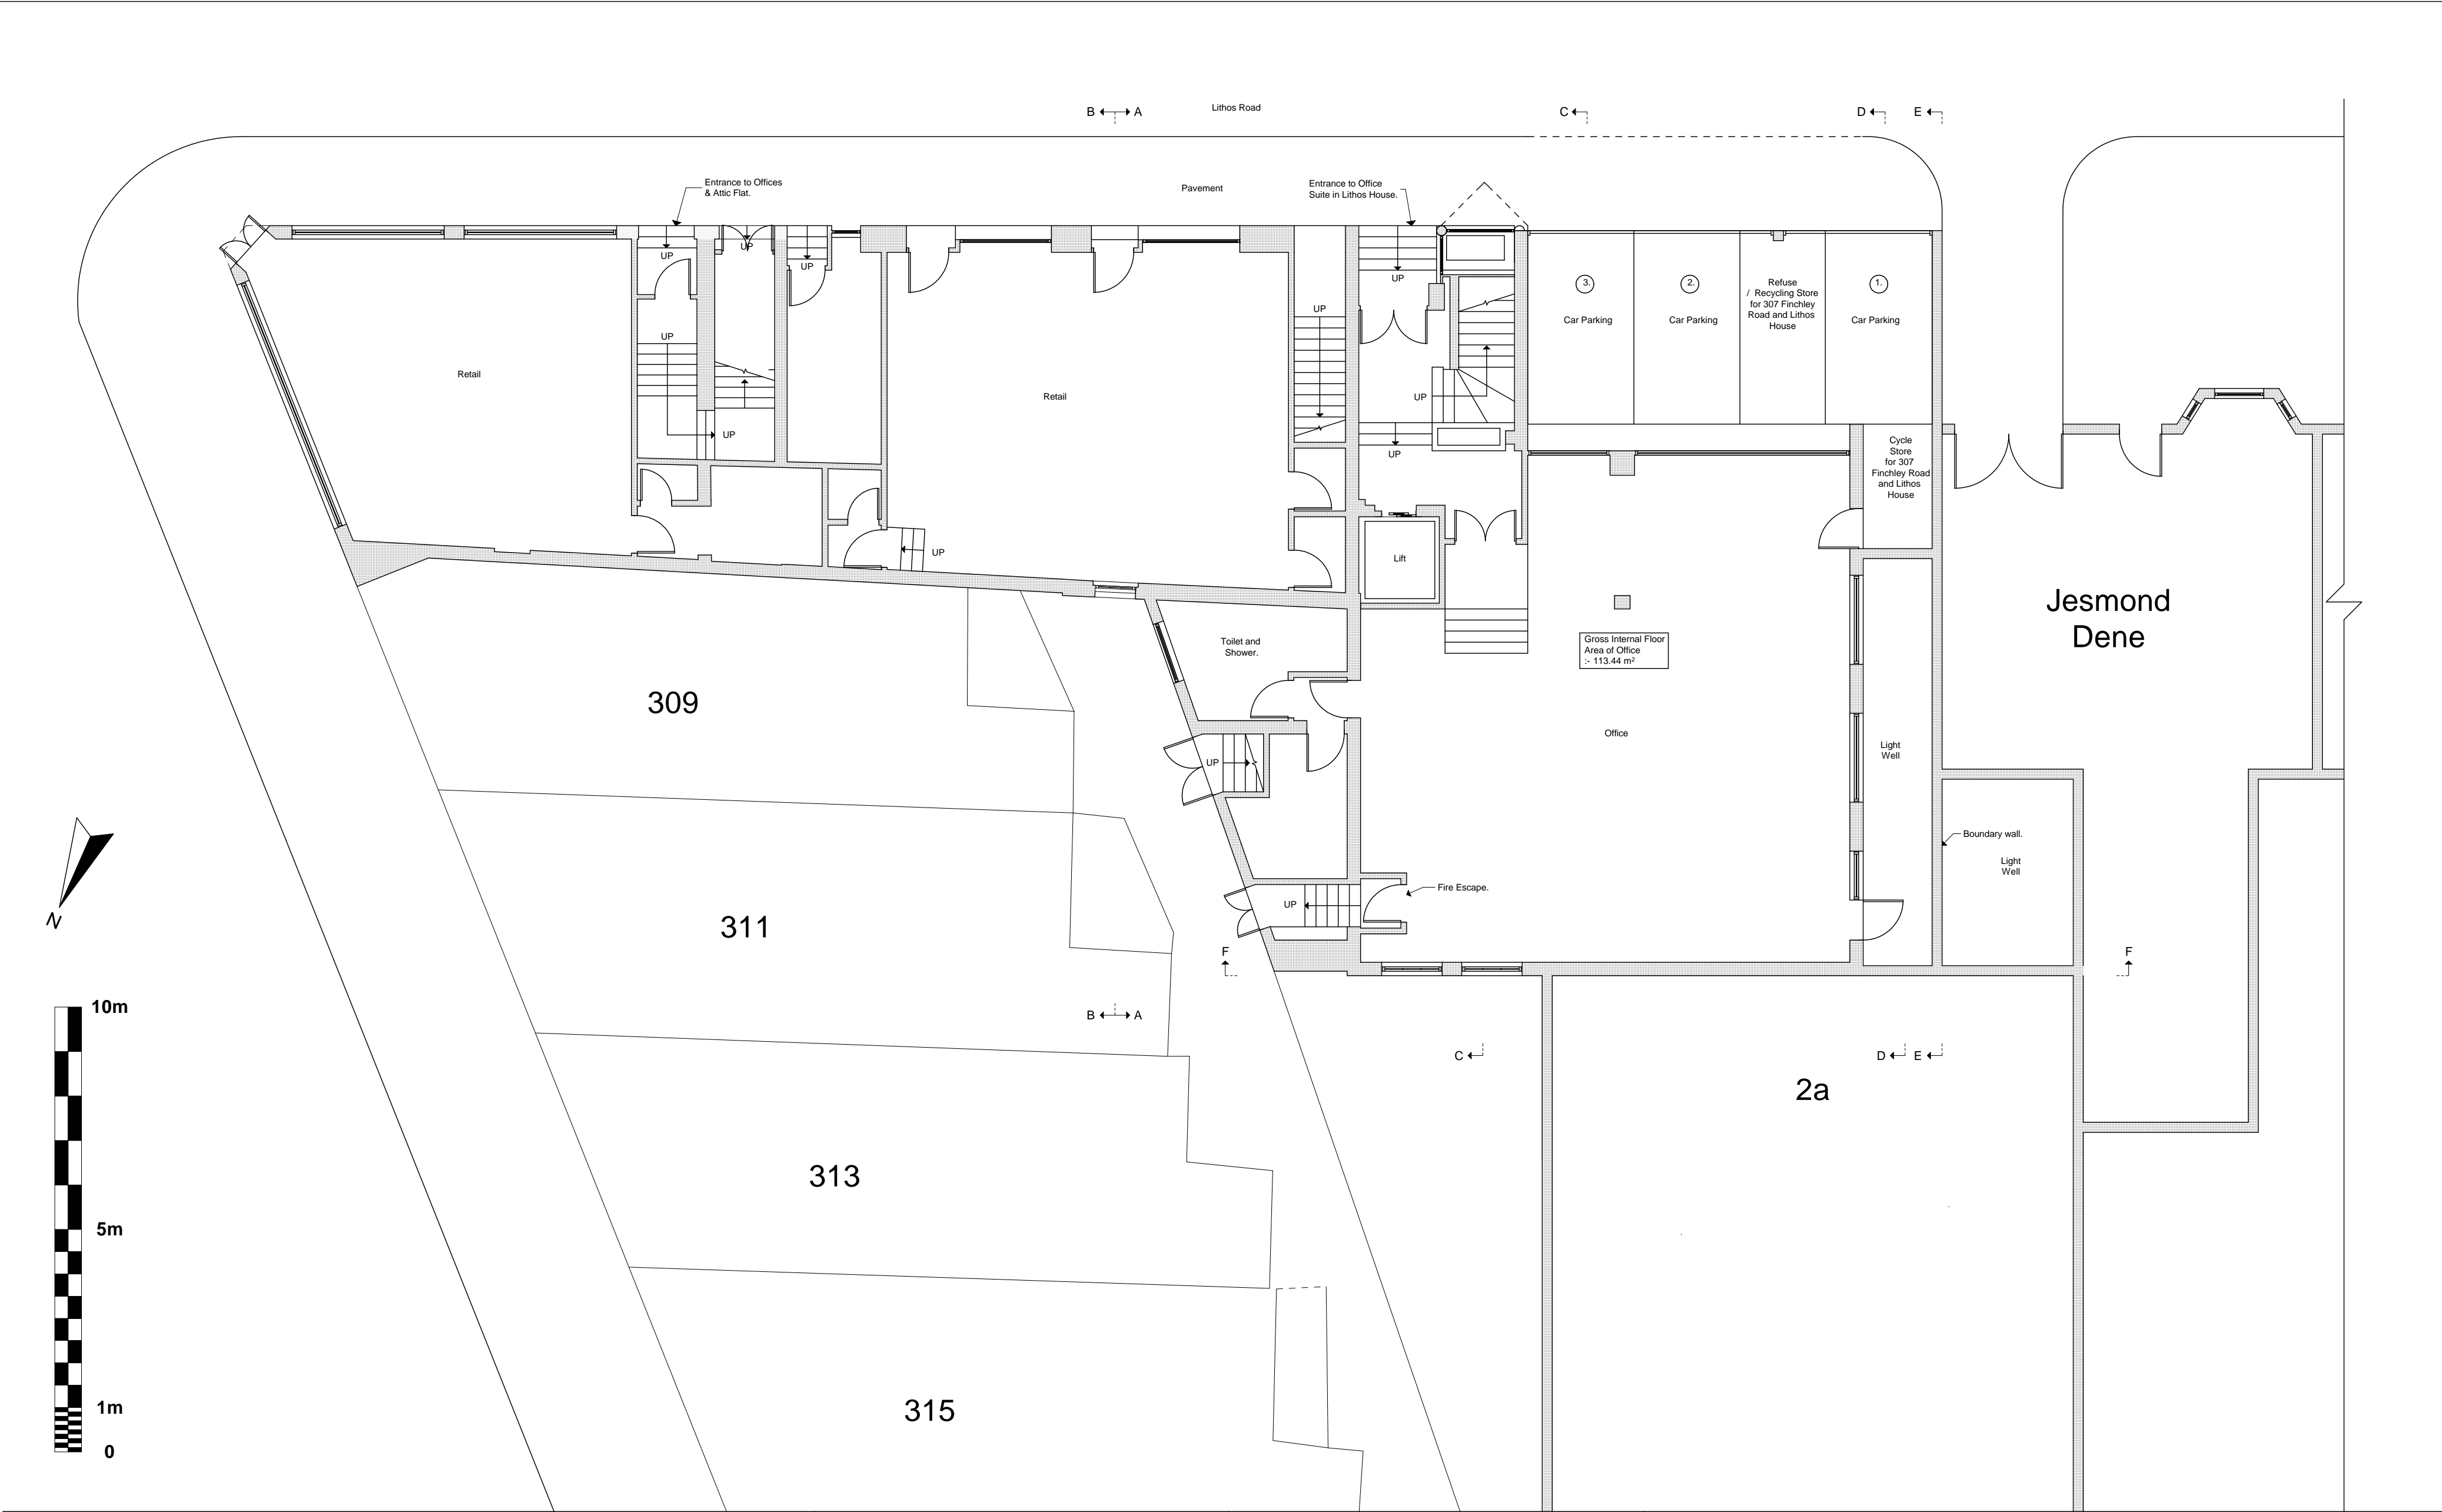 Lithos Road
B A
C
D
E
Entrance to Offices
& Attic Flat.
Pavement
Entrance to Office
Suite in Lithos House.
UP
UP
UP
UP
UP
UP
UP
UP
UP
UP
UP
UP
UP
UP
Retail
Retail
3.
Car Parking
2.
Car Parking
Refuse
/ Recycling Store
for 307 Finchley
Road and Lithos
House
1.
Car Parking
Cycle
Store
for 307
Finchley Road
and Lithos
House
Lift
Jesmond
Dene
Toilet and
Shower.
Gross Internal Floor
Area of Office
:- 113.44 m²
309
Office
Light
Well
Boundary wall.
Light
Well
Fire Escape.
N
311
F
F
10m
B A
C
D
E
2a
313
5m
315
1m
0